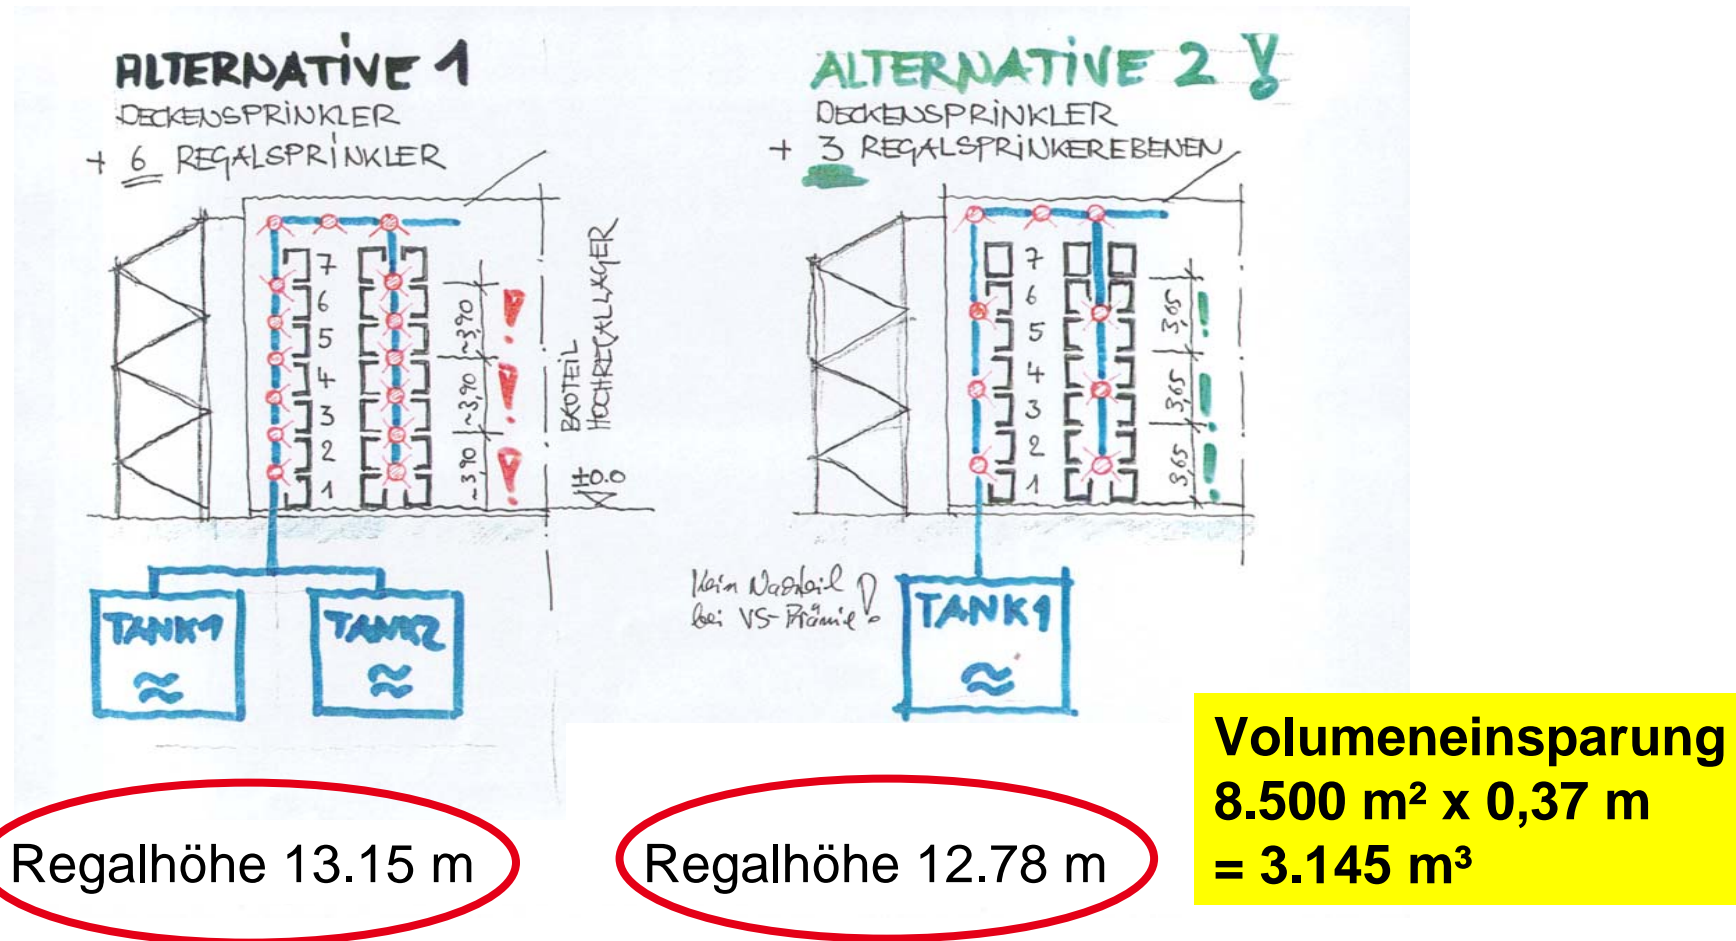 ALTERNATIVE 1
DECKENSPRINKLER
+ 6 REGALSPRINKLER
7
6
5
4
3
2
1
~3,90
~3,90
~3,90
BAUTEIL
HOCHREGALLAGER
±0.0
TANK1
TANK2
ALTERNATIVE 2 !
DECKENSPRINKLER
+ 3 REGALSPRINKEREBENEN
7
6
5
4
3
2
1
3,65
3,65
3,65
Kein Nachteil
bei VS-Prämie!
TANK1
Regalhöhe 13.15 m
Regalhöhe 12.78 m
Volumeneinsparung
8.500 m² x 0,37 m
= 3.145 m³